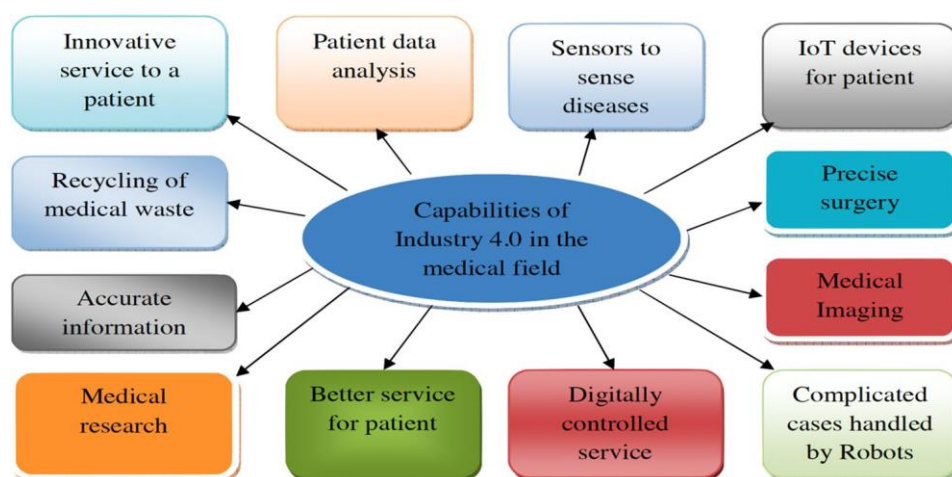 Innovative
service to a
patient
Patient data
analysis
Sensors to
sense
diseases
IoT devices
for patient
Recycling of
medical waste
Capabilities of
Industry 4.0 in the
medical field
Precise
surgery
Accurate
information
Medical
Imaging
Medical
research
Better service
for patient
Digitally
controlled
service
Complicated
cases handled
by Robots